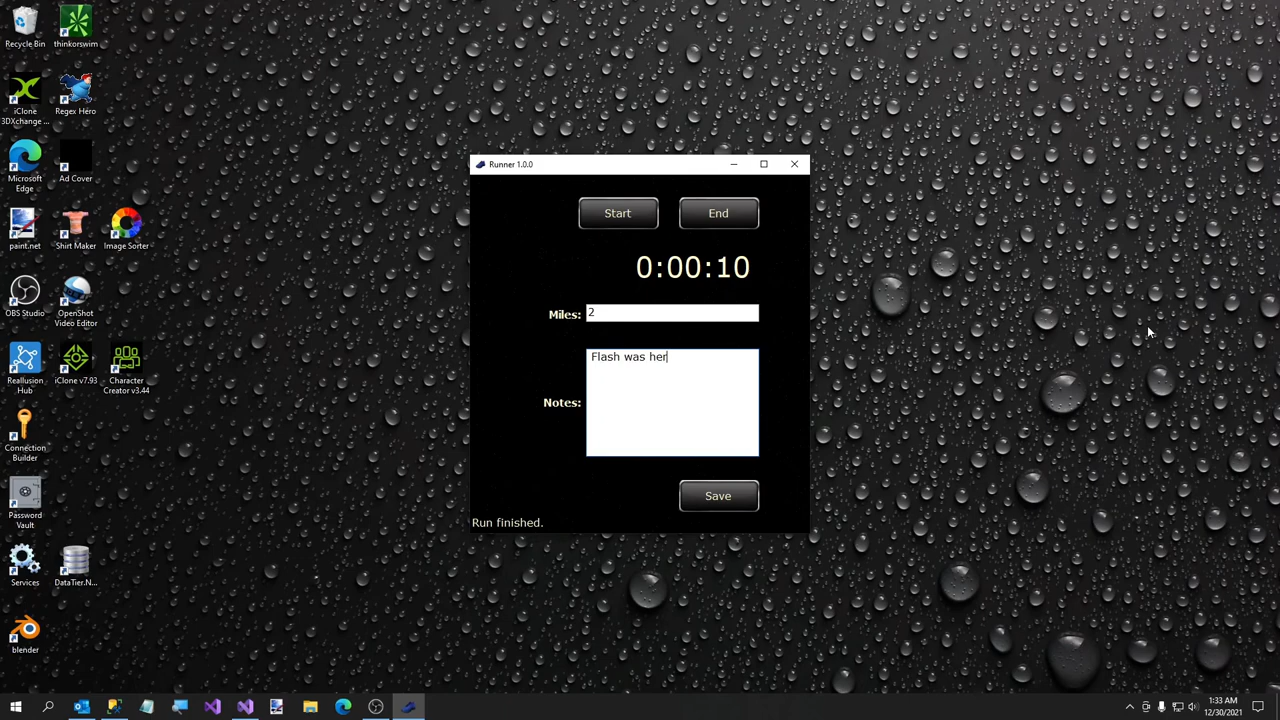 Recycle Bin
thinkorswim
iClone
3DXchange ...
Regex Hero
Microsoft
Edge
Ad Cover
paint.net
Shirt Maker
Image Sorter
OBS Studio
OpenShot
Video Editor
Reallusion
Hub
iClone v7.93
Character
Creator v3.44
Connection
Builder
Password
Vault
Services
DataTier.N...
blender
Runner 1.0.0
Start
End
0:00:10
Miles:
2
Flash was her
Notes:
Save
Run finished.
1:33 AM
12/30/2021